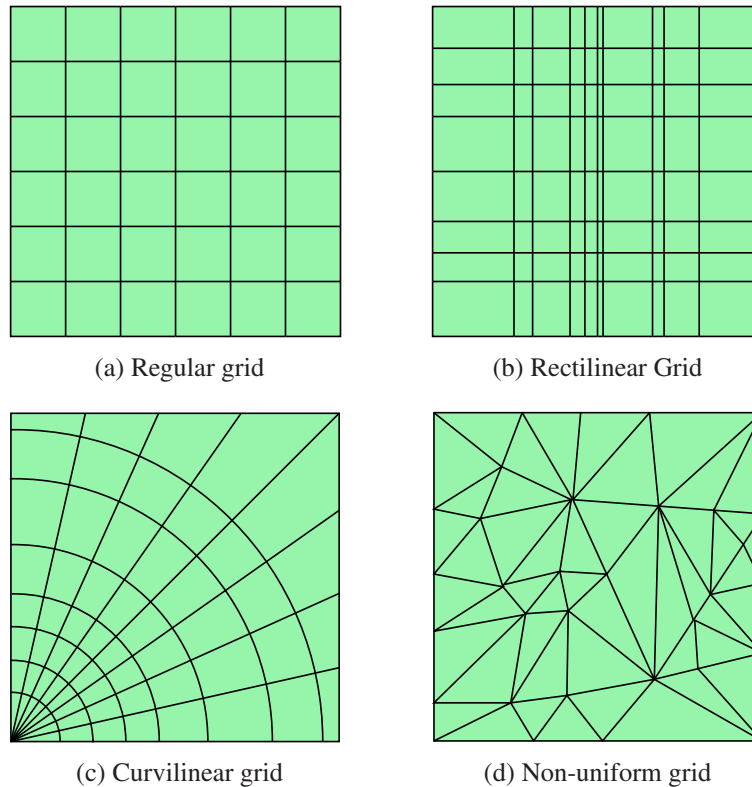 (a) Regular grid
(b) Rectilinear Grid
(c) Curvilinear grid
(d) Non-uniform grid